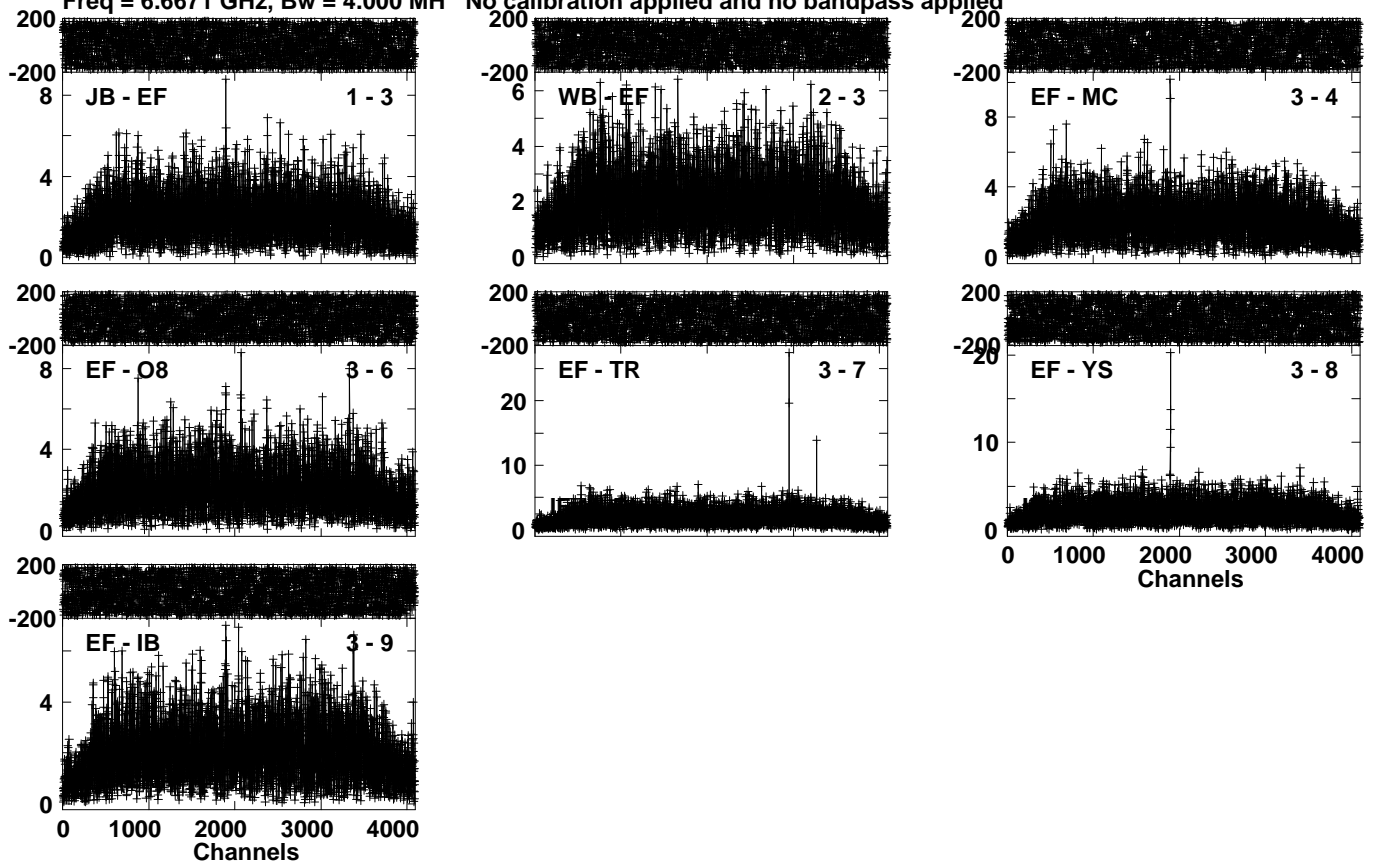 Freq = 6.6671 GHz, Bw = 4.000 MH No calibration applied and no bandpass applied
200
-200
JB - EF 1 - 3
8
4
0
200
-200
WB - EF 2 - 3
6
4
2
0
200
-200
EF - MC 3 - 4
8
4
0
200
-200
EF - O8 3 - 6
8
4
0
200
-200
EF - TR 3 - 7
20
10
0
200
-200
EF - YS 3 - 8
20
10
0
0 1000 2000 3000 4000
Channels
200
-200
EF - IB 3 - 9
4
0
0 1000 2000 3000 4000
Channels